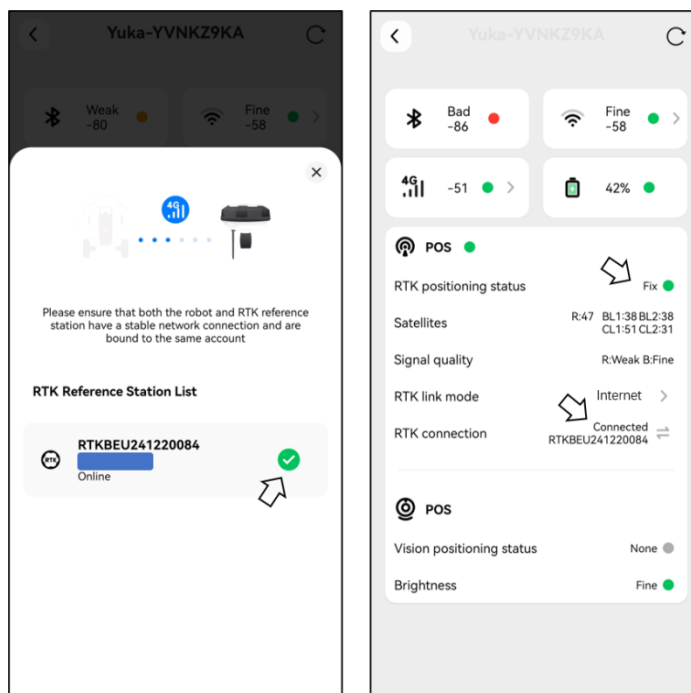 Yuka-YVNKZ9KA
Weak
-80
Fine
-58
4G
Please ensure that both the robot and RTK reference
station have a stable network connection and are
bound to the same account
RTK Reference Station List
RTK
RTKBEU241220084
Online
Yuka-YVNKZ9KA
Bad
-86
Fine
-58
4G
-51
42%
POS
RTK positioning status
Fix
Satellites
R:47 BL1:38 BL2:38
CL1:51 CL2:31
Signal quality
R:Weak B:Fine
RTK link mode
Internet
RTK connection
Connected
RTKBEU241220084
POS
Vision positioning status
None
Brightness
Fine